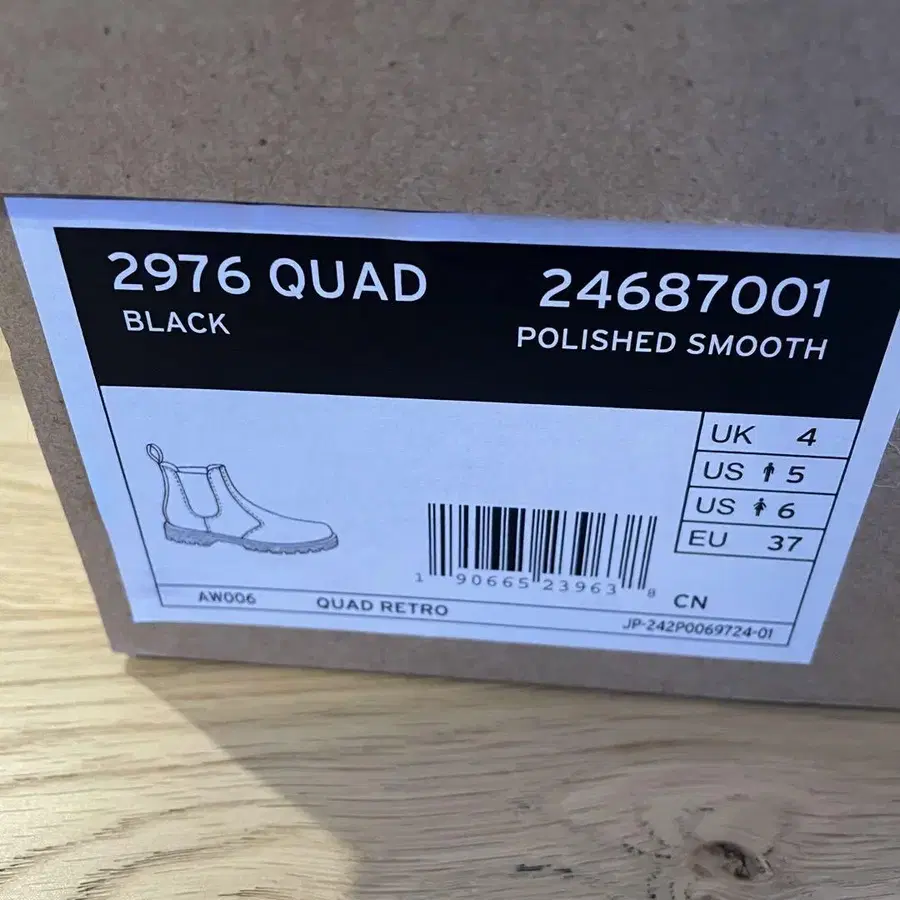 2976 QUAD
24687001
BLACK
POLISHED SMOOTH
UK 4
US 5
US 6
EU 37
1 90665 23963 8
CN
AW006
QUAD RETRO
JP-242P0069724-01